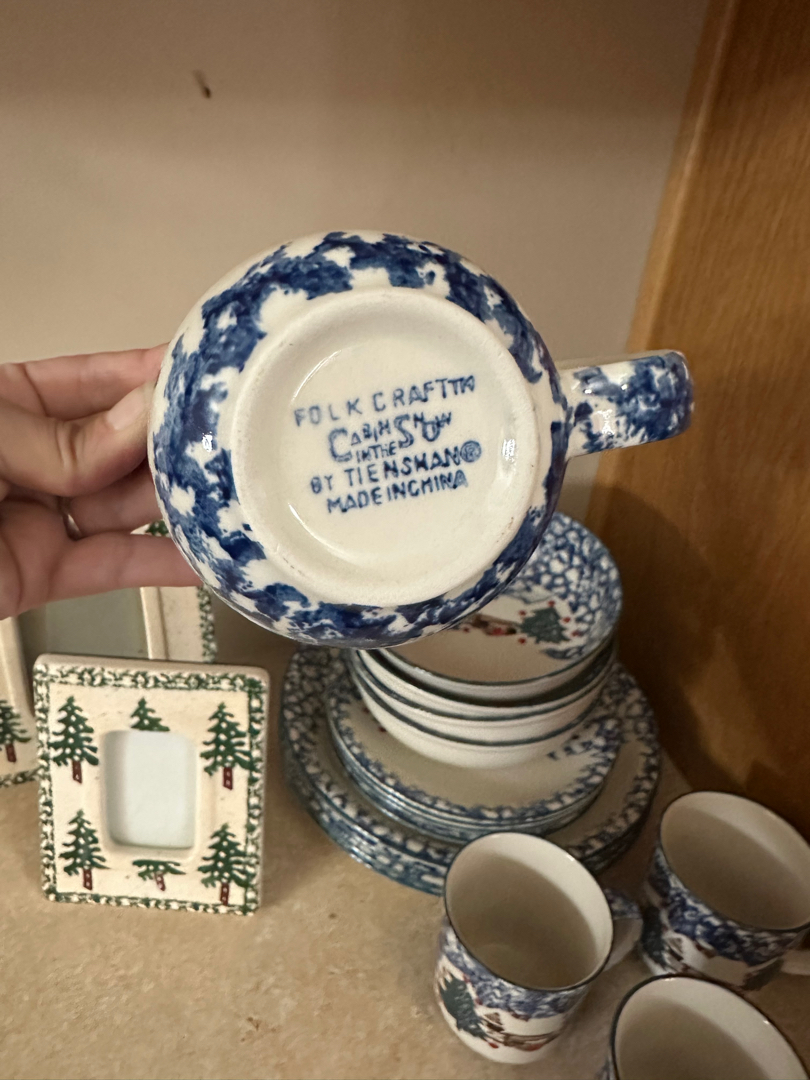 FOLK CRAFT™
CABIN IN THE SNOW
BY TIENSHAN®
MADE IN CHINA